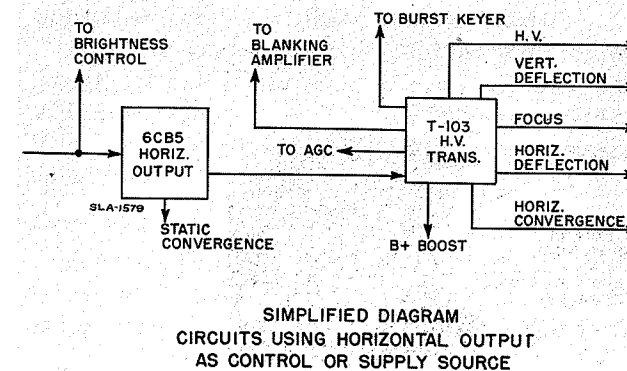 TO BURST KEYER
TO
BRIGHTNESS
CONTROL
TO
BLANKING
AMPLIFIER
H.V.
VERT.
DEFLECTION
6CB5
HORIZ.
OUTPUT
T-103
H.V.
TRANS.
FOCUS
TO AGC
HORIZ.
DEFLECTION
SLA-1579
STATIC
CONVERGENCE
B+ BOOST
HORIZ.
CONVERGENCE
SIMPLIFIED DIAGRAM
CIRCUITS USING HORIZONTAL OUTPUT
AS CONTROL OR SUPPLY SOURCE